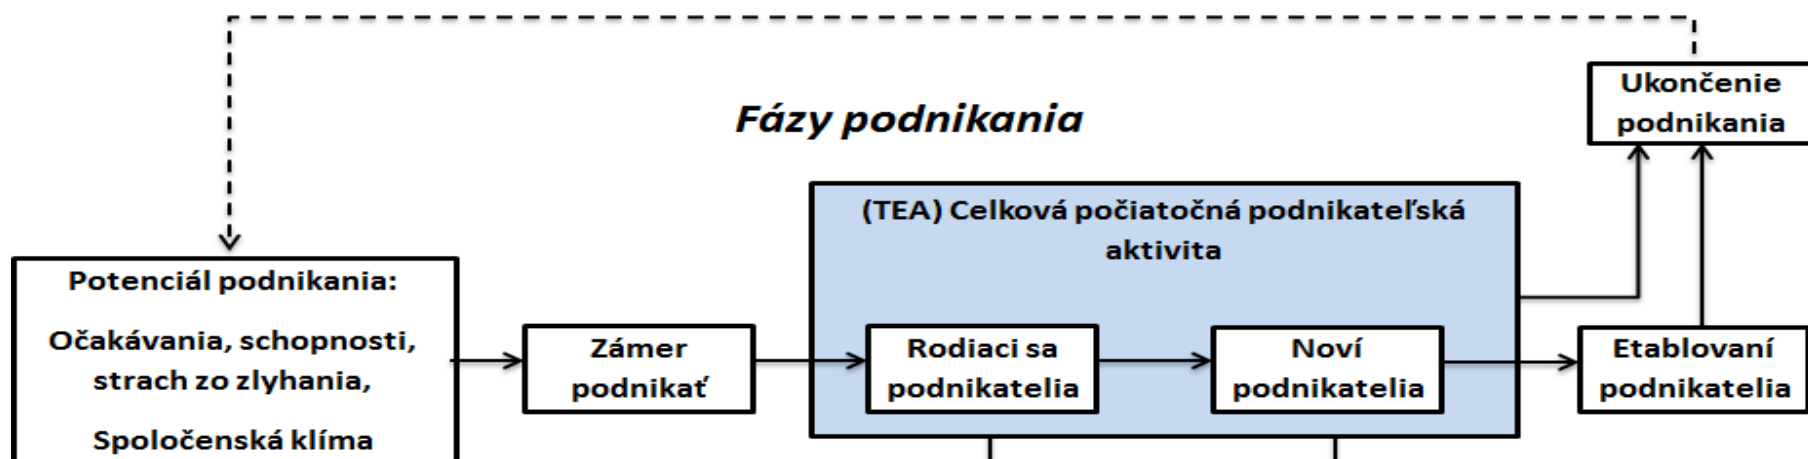 Fázy podnikania
Ukončenie
podnikania
(TEA) Celková počiatočná podnikateľská
aktivita
Potenciál podnikania:
Očakávania, schopnosti,
strach zo zlyhania,
Spoločenská klíma
Zámer
podnikať
Rodiaci sa
podnikatelia
Noví
podnikatelia
Etablovaní
podnikatelia